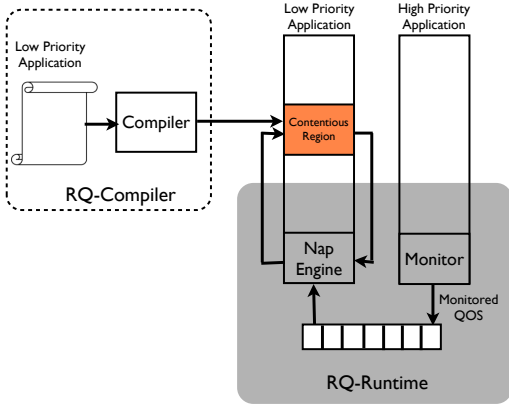 Low Priority
Application
Compiler
RQ-Compiler
Low Priority
Application
High Priority
Application
Contentious
Region
Nap
Engine
Monitor
Monitored
QOS
RQ-Runtime